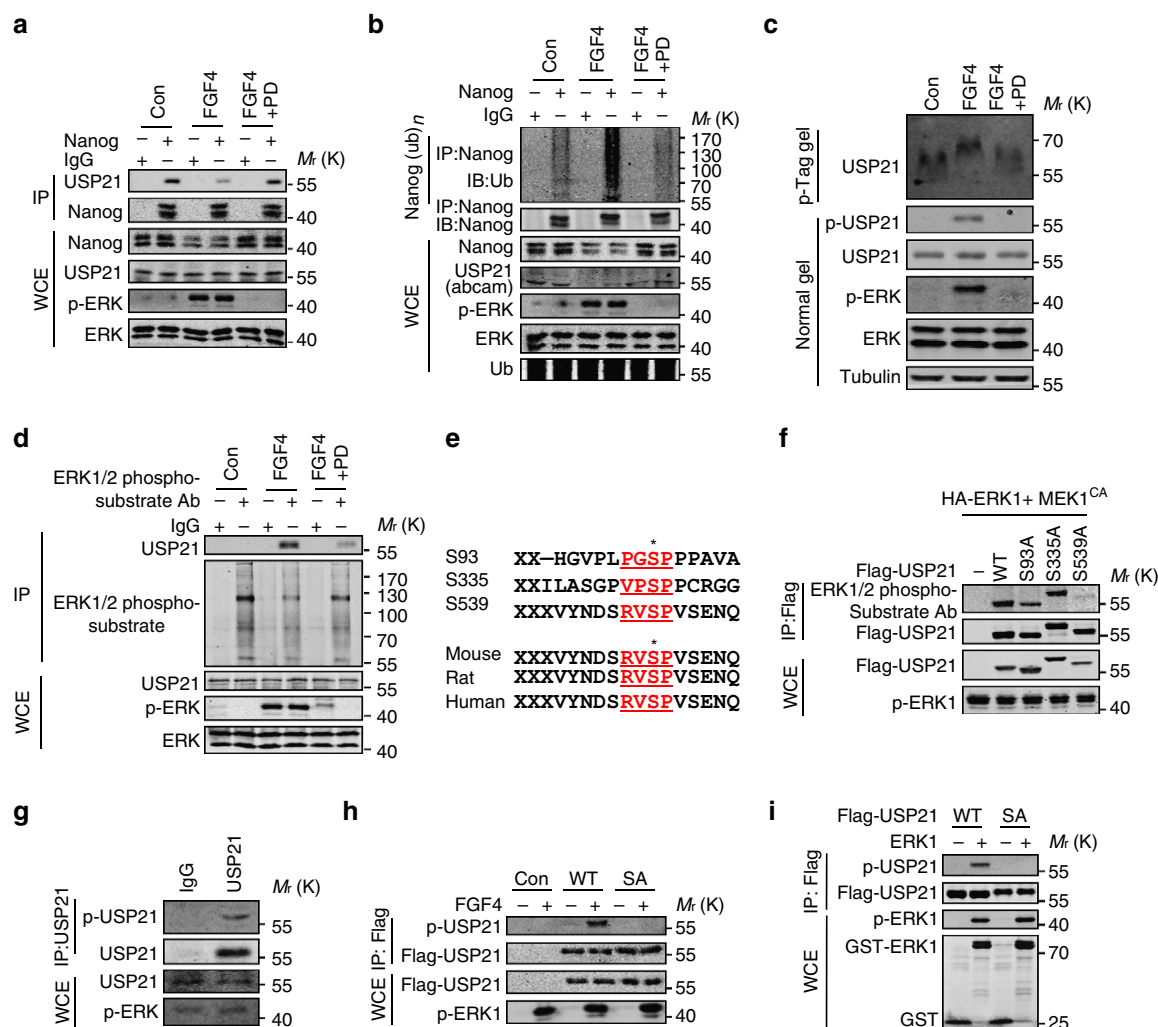 a
Con
FGF4
FGF4
+PD
Nanog – + – + – +
IgG + – + – + –
Mr (K)
IP
USP21
55
Nanog
40
WCE
Nanog
40
USP21
55
p-ERK
40
ERK
40
b
Con
FGF4
FGF4
+PD
Nanog – + – + – +
IgG + – + – + –
Mr (K)
Nanog (ub)n
IP:Nanog
IB:Ub
170
130
100
70
55
IP:Nanog
IB:Nanog
40
WCE
Nanog
40
USP21
(abcam)
55
p-ERK
40
ERK
40
Ub
55
c
Con
FGF4
FGF4
+PD
Mr (K)
p-Tag gel
USP21
70
55
Normal gel
p-USP21
55
USP21
55
p-ERK
40
ERK
40
Tubulin
55
d
Con
FGF4
FGF4
+PD
ERK1/2 phospho-
substrate Ab – + – + – +
IgG + – + – + –
Mr (K)
IP
USP21
55
ERK1/2 phospho-
substrate
170
130
100
70
55
WCE
USP21
55
p-ERK
40
ERK
40
e
*
S93 XX–HGVPLPGSPPPAVA
S335 XXILASGPVPSPPCRGG
S539 XXXVYNDSRVSPVSENQ
*
Mouse XXXVYNDSRVSPVSENQ
Rat XXXVYNDSRVSPVSENQ
Human XXXVYNDSRVSPVSENQ
f
HA-ERK1+ MEK1CA
Flag-USP21 – WT S93A S335A S539A
Mr (K)
IP:Flag
ERK1/2 phospho-
Substrate Ab
55
Flag-USP21
55
WCE
Flag-USP21
55
p-ERK1
40
g
IgG
USP21
Mr (K)
IP:USP21
p-USP21
55
USP21
55
WCE
USP21
55
p-ERK
40
h
Con WT SA
FGF4 – + – + – +
Mr (K)
IP: Flag
p-USP21
55
Flag-USP21
55
WCE
Flag-USP21
55
p-ERK1
40
i
Flag-USP21 WT SA
ERK1 – + – +
Mr (K)
IP: Flag
p-USP21
55
Flag-USP21
55
WCE
p-ERK1
40
GST-ERK1
70
GST
25